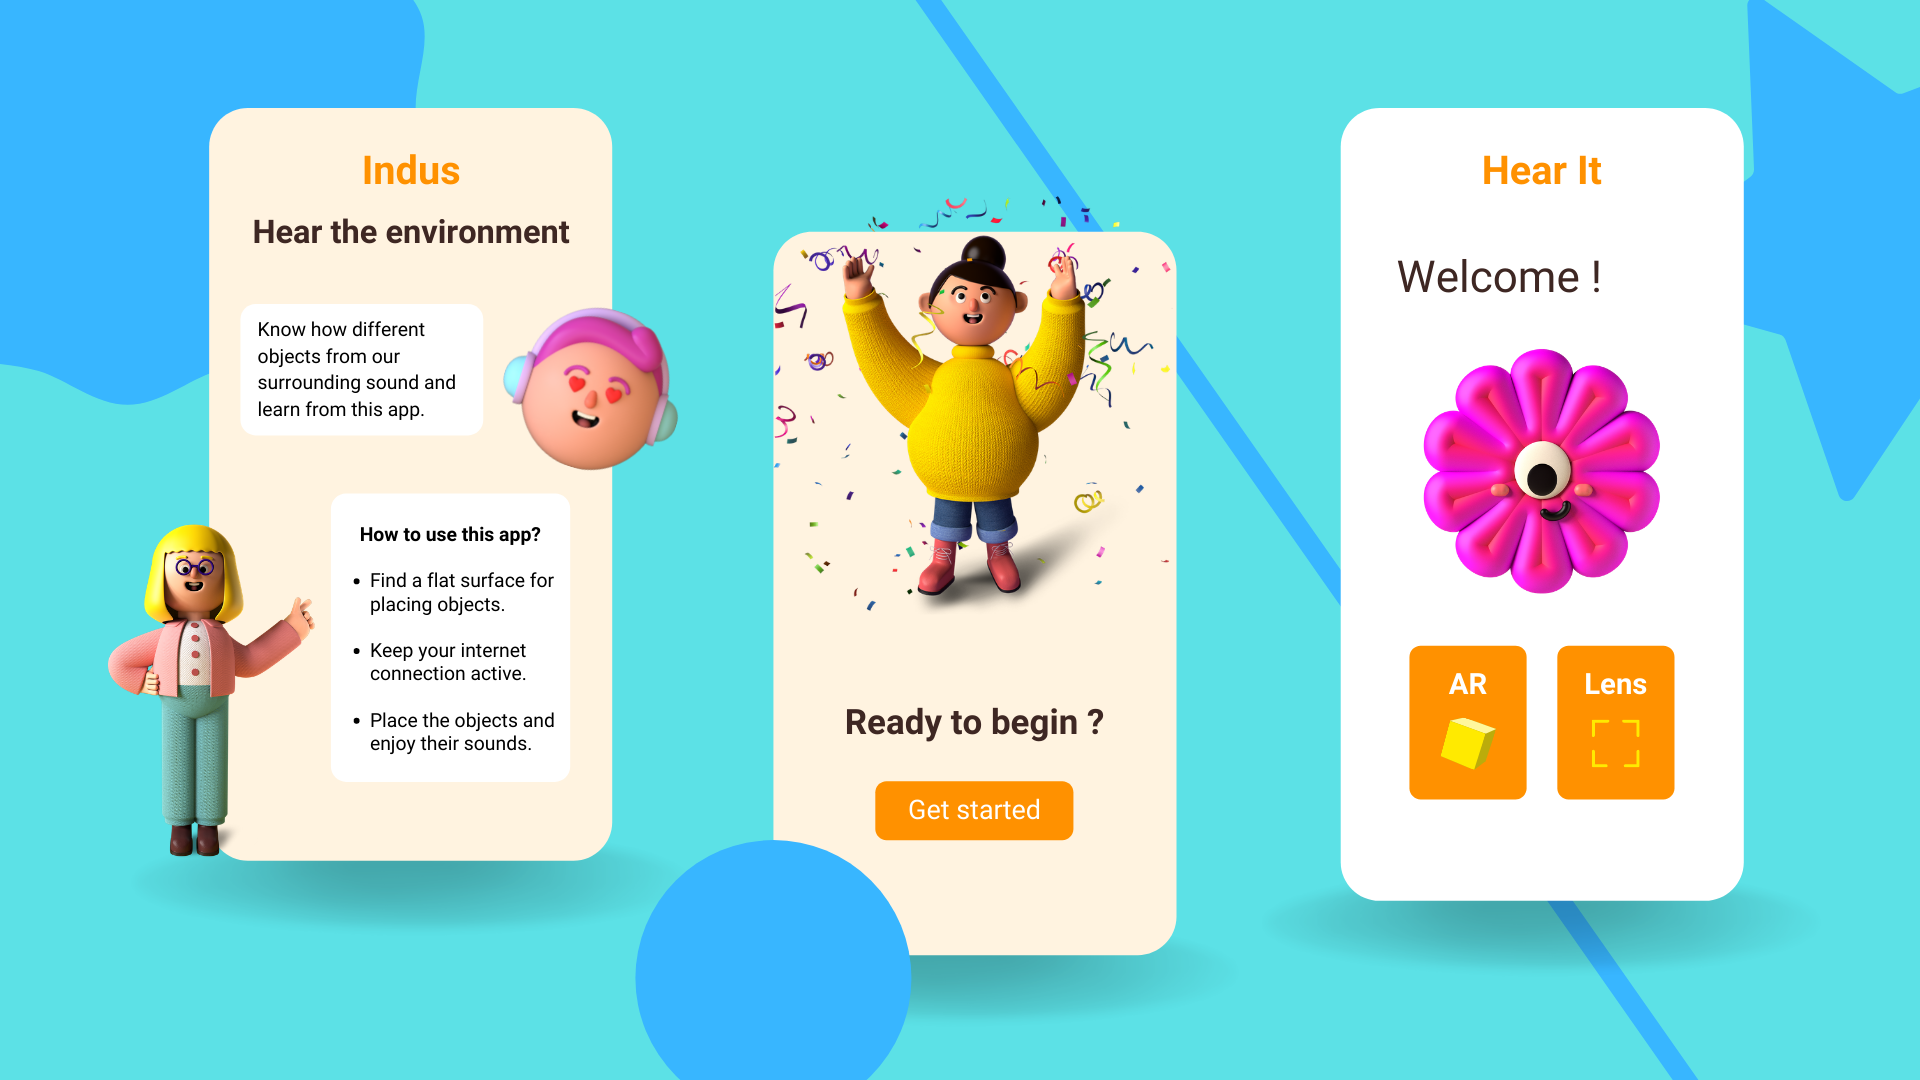 Indus
Hear the environment
Know how different
objects from our
surrounding sound and
learn from this app.
How to use this app?
• Find a flat surface for
placing objects.
• Keep your internet
connection active.
• Place the objects and
enjoy their sounds.
Ready to begin ?
Get started
Hear It
Welcome !
AR
Lens